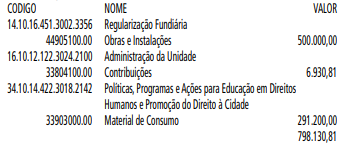 CODIGO NOME VALOR
14.10.16.451.3002.3356 Regularização Fundiária
44905100.00 Obras e Instalações 500.000,00
16.10.12.122.3024.2100 Administração da Unidade
33804100.00 Contribuições 6.930,81
34.10.14.422.3018.2142 Políticas, Programas e Ações para Educação em Direitos
Humanos e Promoção do Direito à Cidade
33903000.00 Material de Consumo 291.200,00
798.130,81